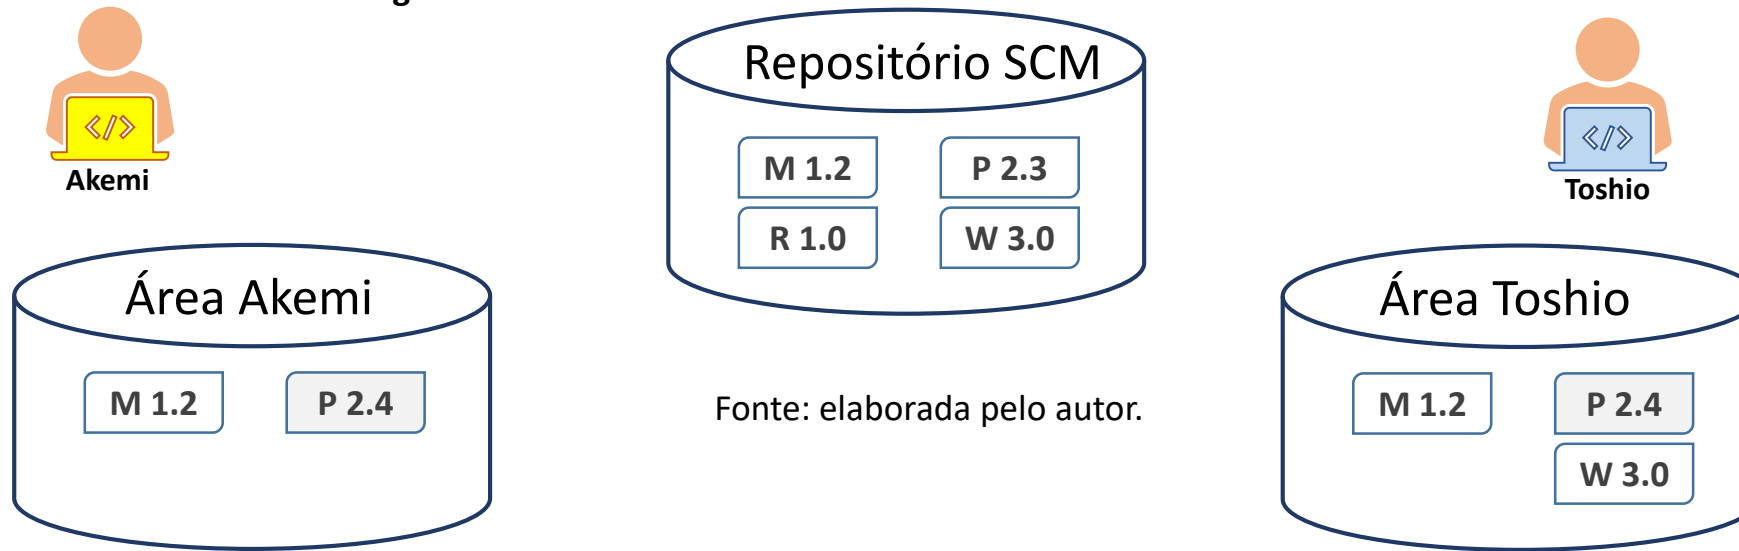 Repositório SCM
M 1.2
P 2.3
R 1.0
W 3.0
</>
Akemi
</>
Toshio
Área Akemi
M 1.2
P 2.4
Área Toshio
M 1.2
P 2.4
W 3.0
Fonte: elaborada pelo autor.